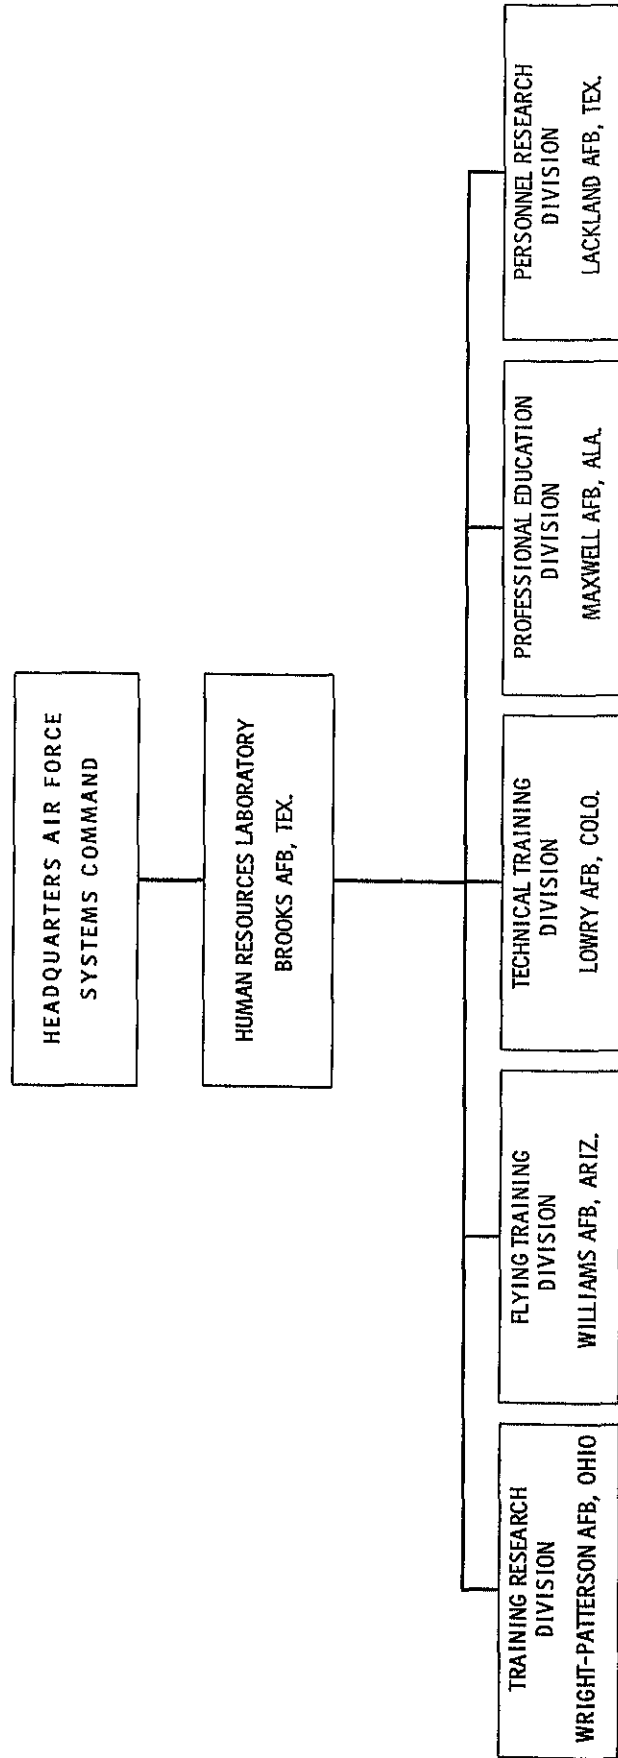 HEADQUARTERS AIR FORCE
SYSTEMS COMMAND
HUMAN RESOURCES LABORATORY
BROOKS AFB, TEX.
TRAINING RESEARCH
DIVISION
WRIGHT-PATTERSON AFB, OHIO
FLYING TRAINING
DIVISION
WILLIAMS AFB, ARIZ.
TECHNICAL TRAINING
DIVISION
LOWRY AFB, COLO.
PROFESSIONAL EDUCATION
DIVISION
MAXWELL AFB, ALA.
PERSONNEL RESEARCH
DIVISION
LACKLAND AFB, TEX.